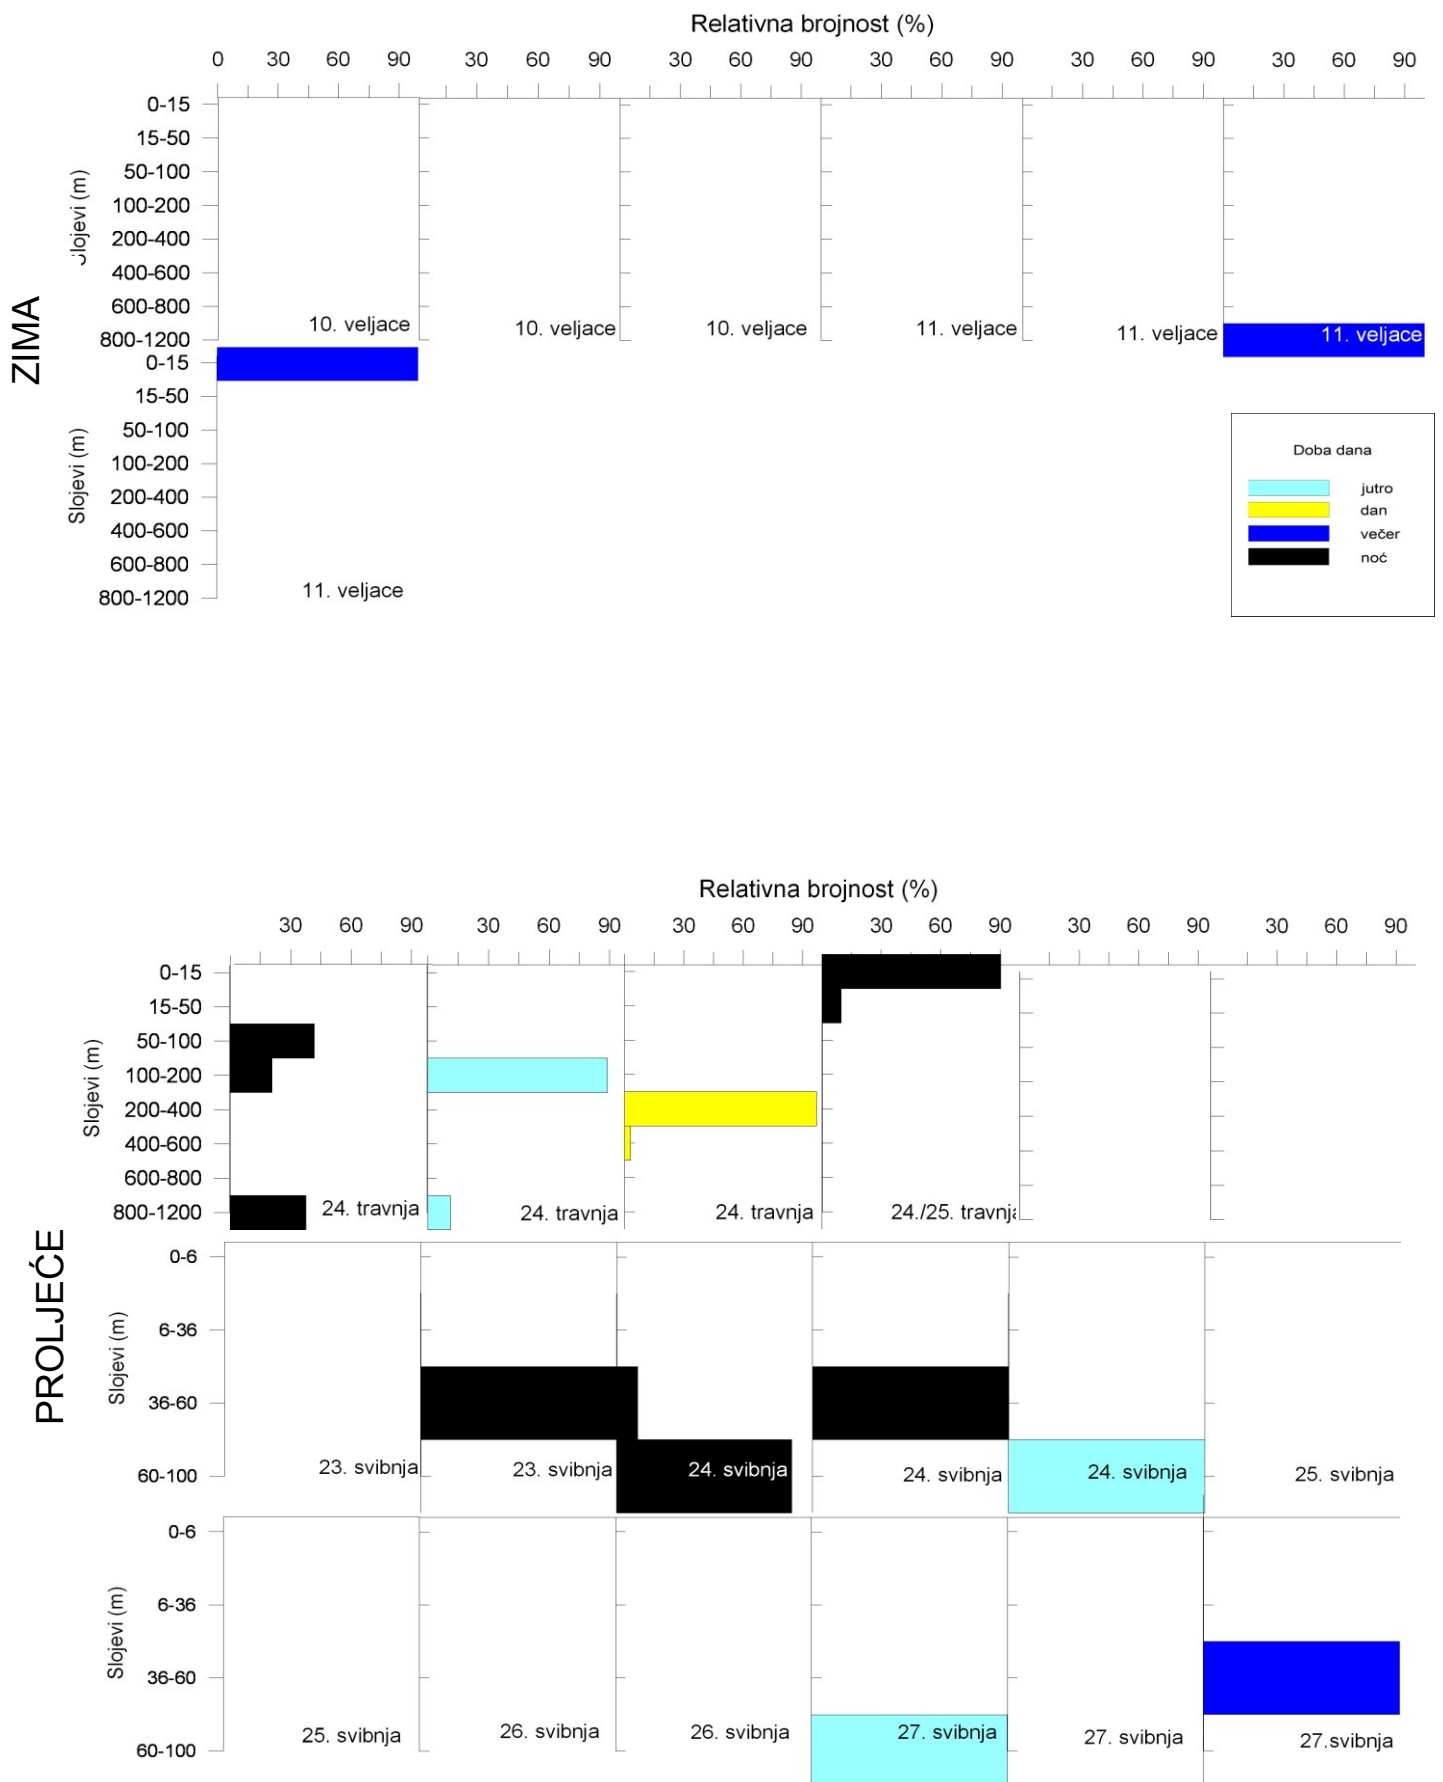 Relativna brojnost (%)
0 30 60 90 30 60 90 30 60 90 30 60 90 30 60 90 30 60 90
ZIMA
Slojevi (m)
0-15
15-50
50-100
100-200
200-400
400-600
600-800
800-1200
10. veljace 10. veljace 10. veljace 11. veljace 11. veljace 11. veljace
Slojevi (m)
0-15
15-50
50-100
100-200
200-400
400-600
600-800
800-1200
11. veljace
Doba dana
jutro
dan
večer
noć
Relativna brojnost (%)
30 60 90 30 60 90 30 60 90 30 60 90 30 60 90 30 60 90
PROLJEĆE
Slojevi (m)
0-15
15-50
50-100
100-200
200-400
400-600
600-800
800-1200
24. travnja 24. travnja 24. travnja 24./25. travnja
Slojevi (m)
0-6
6-36
36-60
60-100
23. svibnja 23. svibnja 24. svibnja 24. svibnja 24. svibnja 25. svibnja
Slojevi (m)
0-6
6-36
36-60
60-100
25. svibnja 26. svibnja 26. svibnja 27. svibnja 27. svibnja 27.svibnja